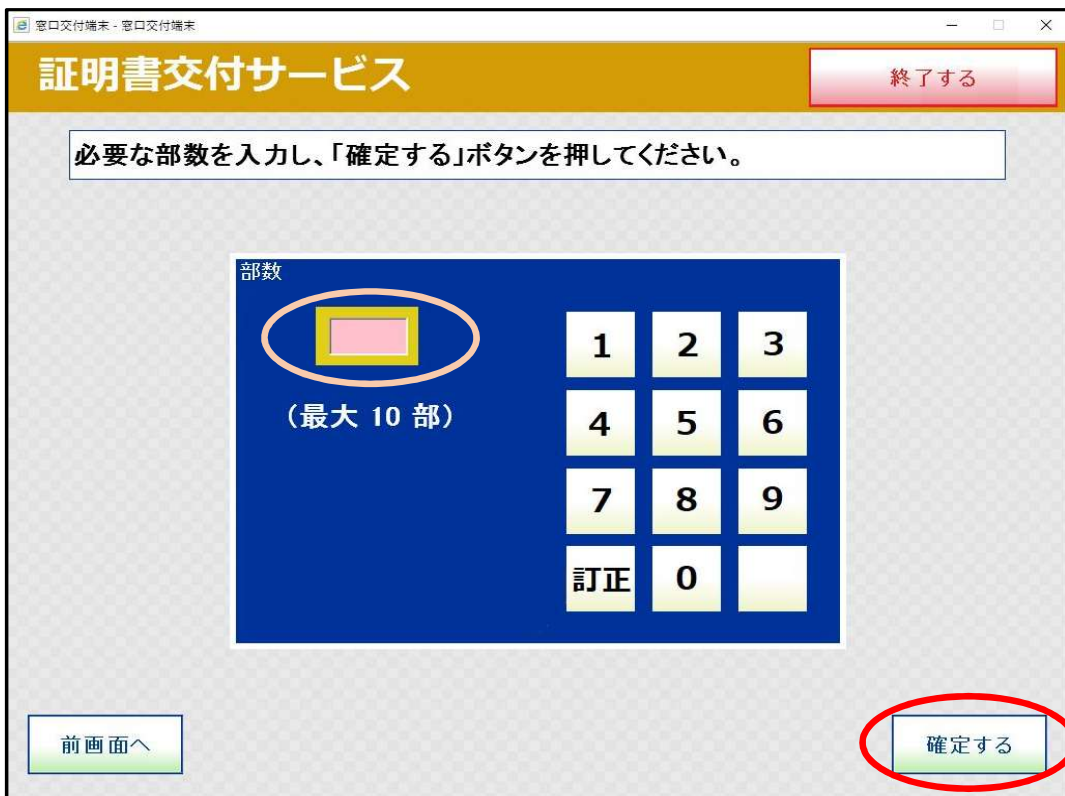 窓口交付端末 - 窓口交付端末
証明書交付サービス
終了する
必要な部数を入力し、「確定する」ボタンを押してください。
部数
（最大 10 部）
1 2 3
4 5 6
7 8 9
訂正 0
前画面へ
確定する